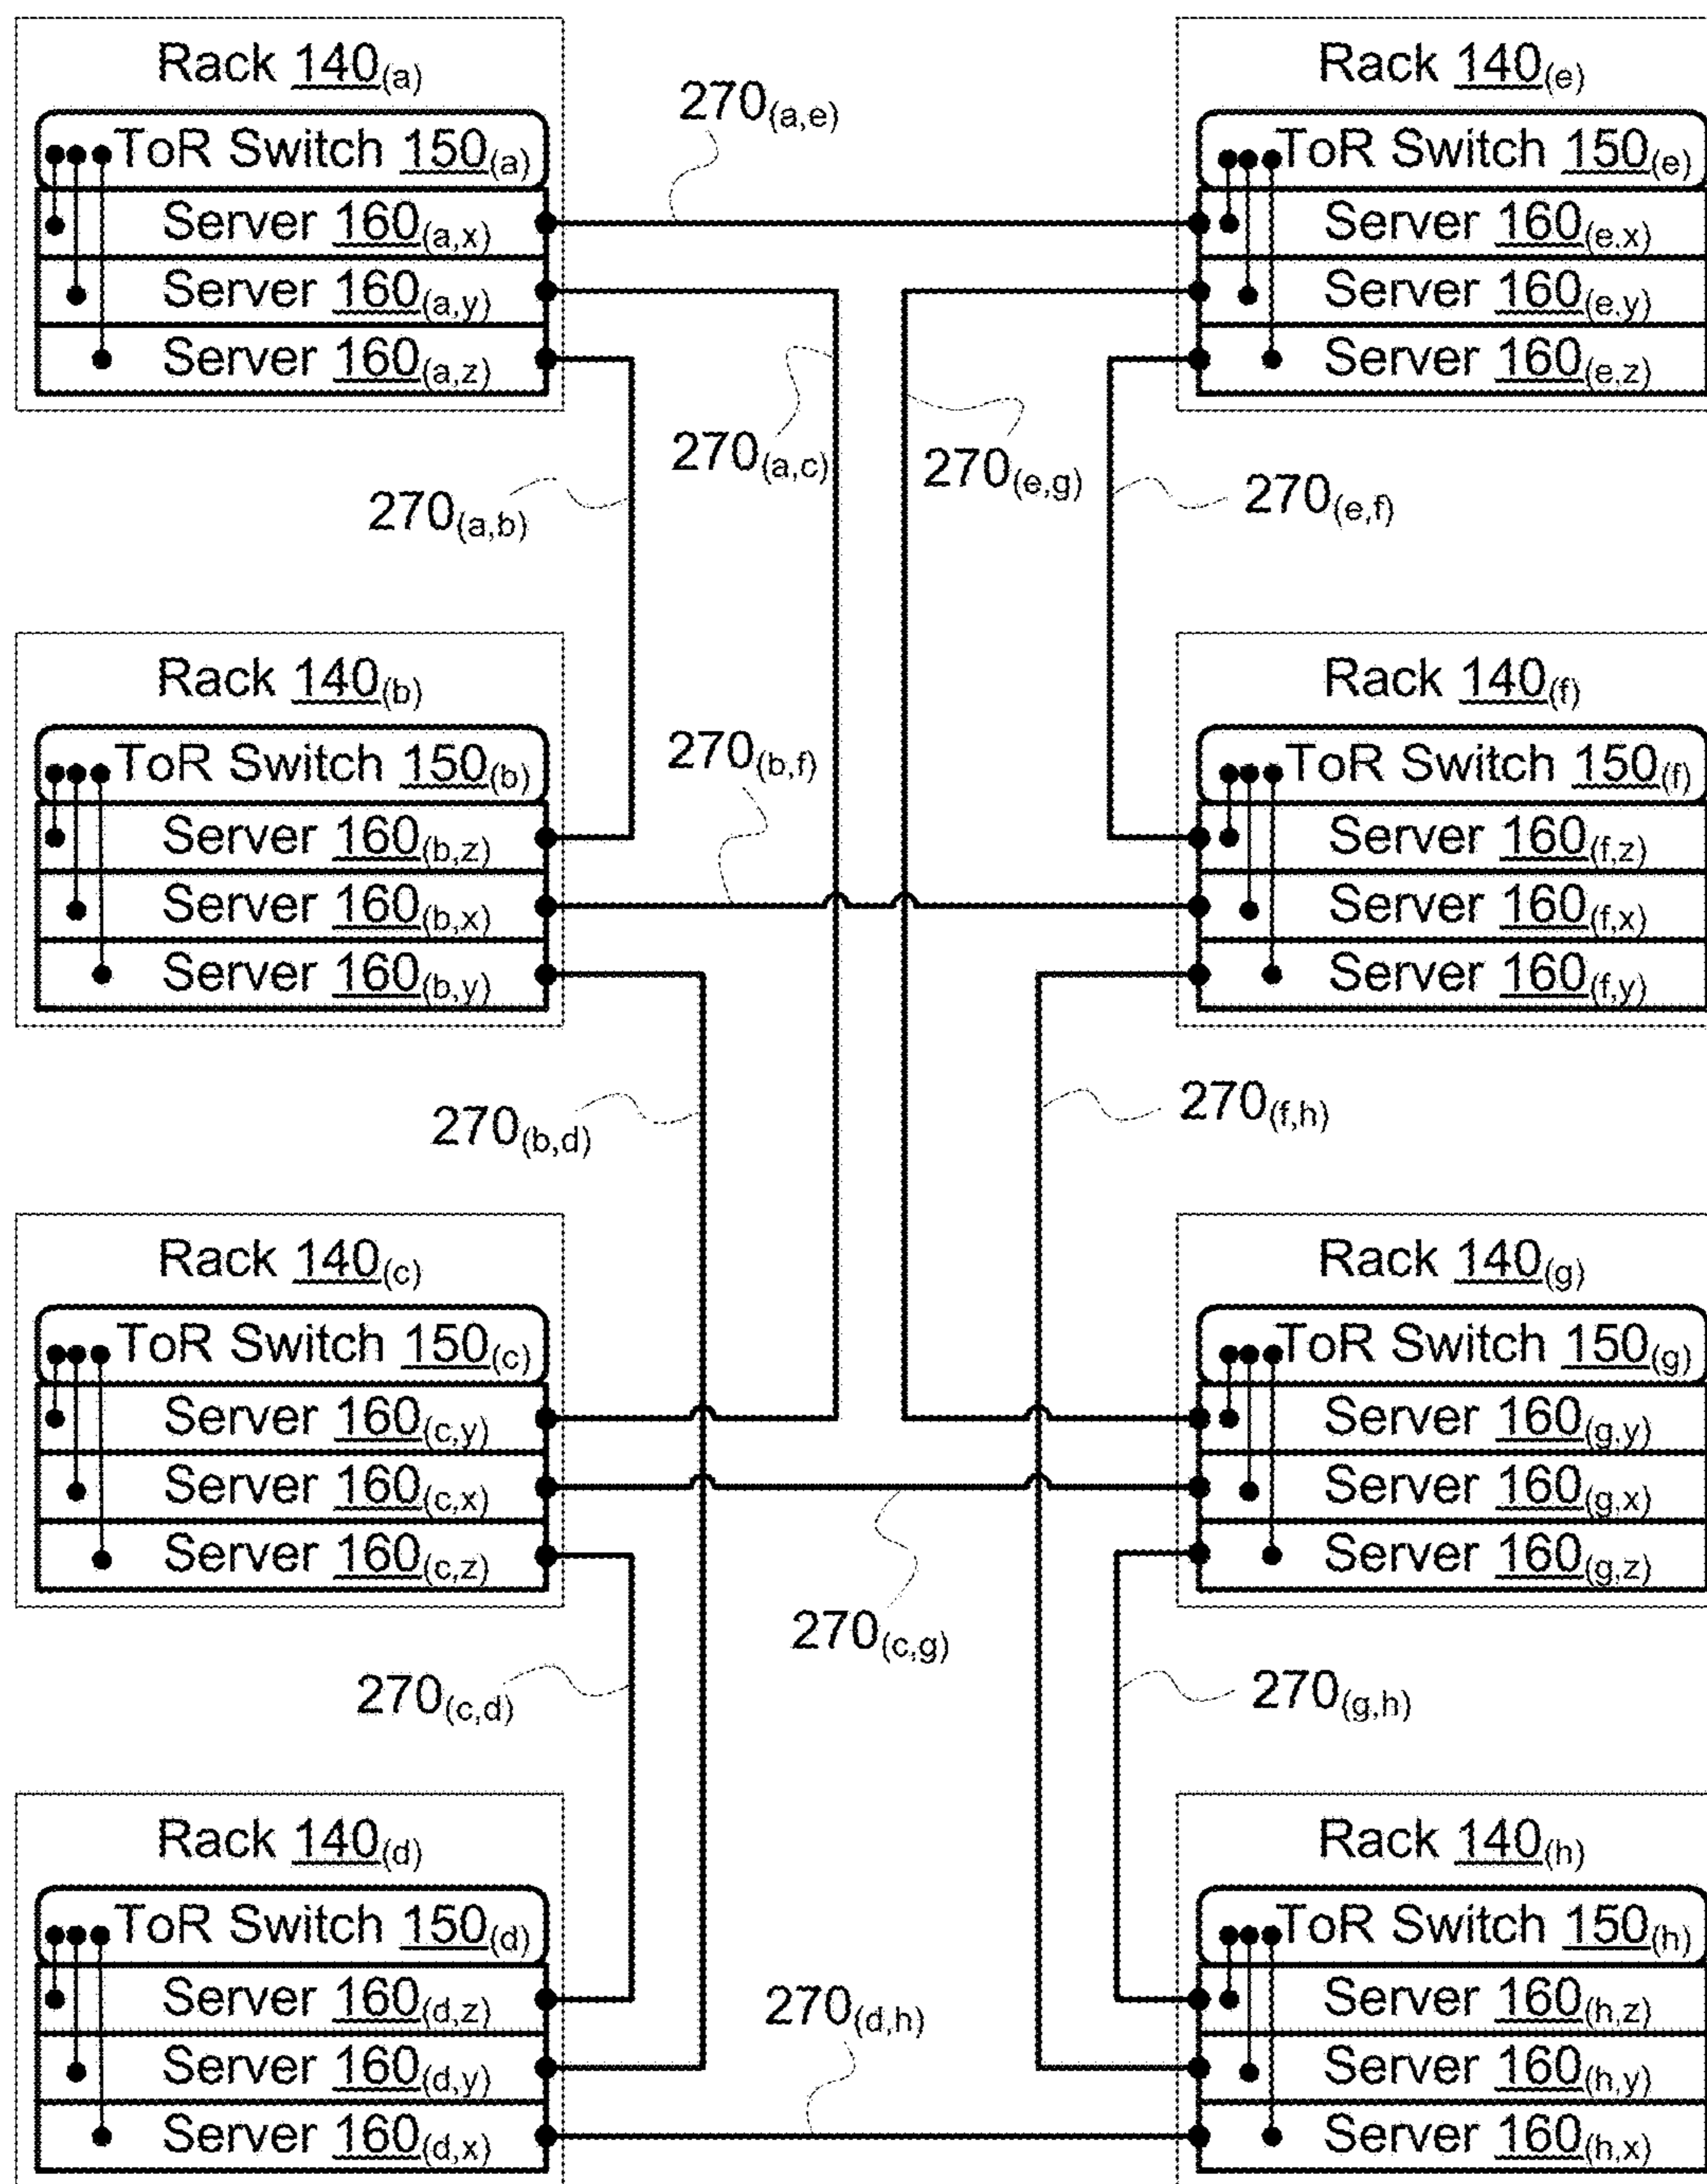 Rack 140(a)
ToR Switch 150(a)
Server 160(a,x)
Server 160(a,y)
Server 160(a,z)
270(a,e)
Rack 140(e)
ToR Switch 150(e)
Server 160(e.x)
Server 160(e.y)
Server 160(e,z)
270(a,c)
270(e,g)
270(a,b)
270(e,f)
Rack 140(b)
ToR Switch 150(b)
Server 160(b,z)
Server 160(b,x)
Server 160(b,y)
270(b,f)
Rack 140(f)
ToR Switch 150(f)
Server 160(f,z)
Server 160(f,x)
Server 160(f,y)
270(b,d)
270(f,h)
Rack 140(c)
ToR Switch 150(c)
Server 160(c,y)
Server 160(c,x)
Server 160(c,z)
Rack 140(g)
ToR Switch 150(g)
Server 160(g.y)
Server 160(g,x)
Server 160(g,z)
270(c,g)
270(c,d)
270(g,h)
Rack 140(d)
ToR Switch 150(d)
Server 160(d,z)
Server 160(d,y)
Server 160(d,x)
270(d,h)
Rack 140(h)
ToR Switch 150(h)
Server 160(h,z)
Server 160(h,y)
Server 160(h,x)